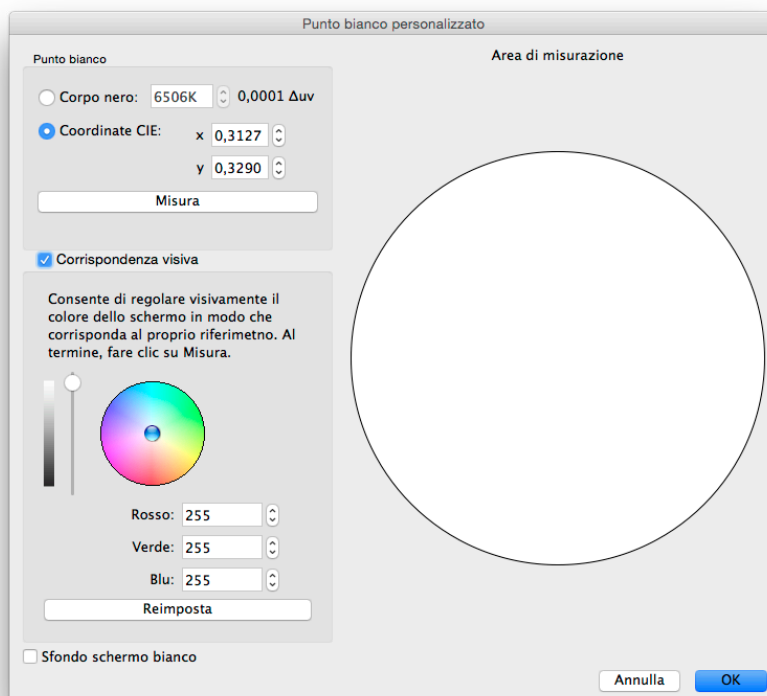 Punto bianco personalizzato
Punto bianco
Corpo nero: 6506K 0,0001 Δuv
Coordinate CIE: x 0,3127
y 0,3290
Misura
Corrispondenza visiva
Consente di regolare visivamente il
colore dello schermo in modo che
corrisponda al proprio riferimetno. Al
termine, fare clic su Misura.
Rosso: 255
Verde: 255
Blu: 255
Reimposta
Sfondo schermo bianco
Area di misurazione
Annulla OK